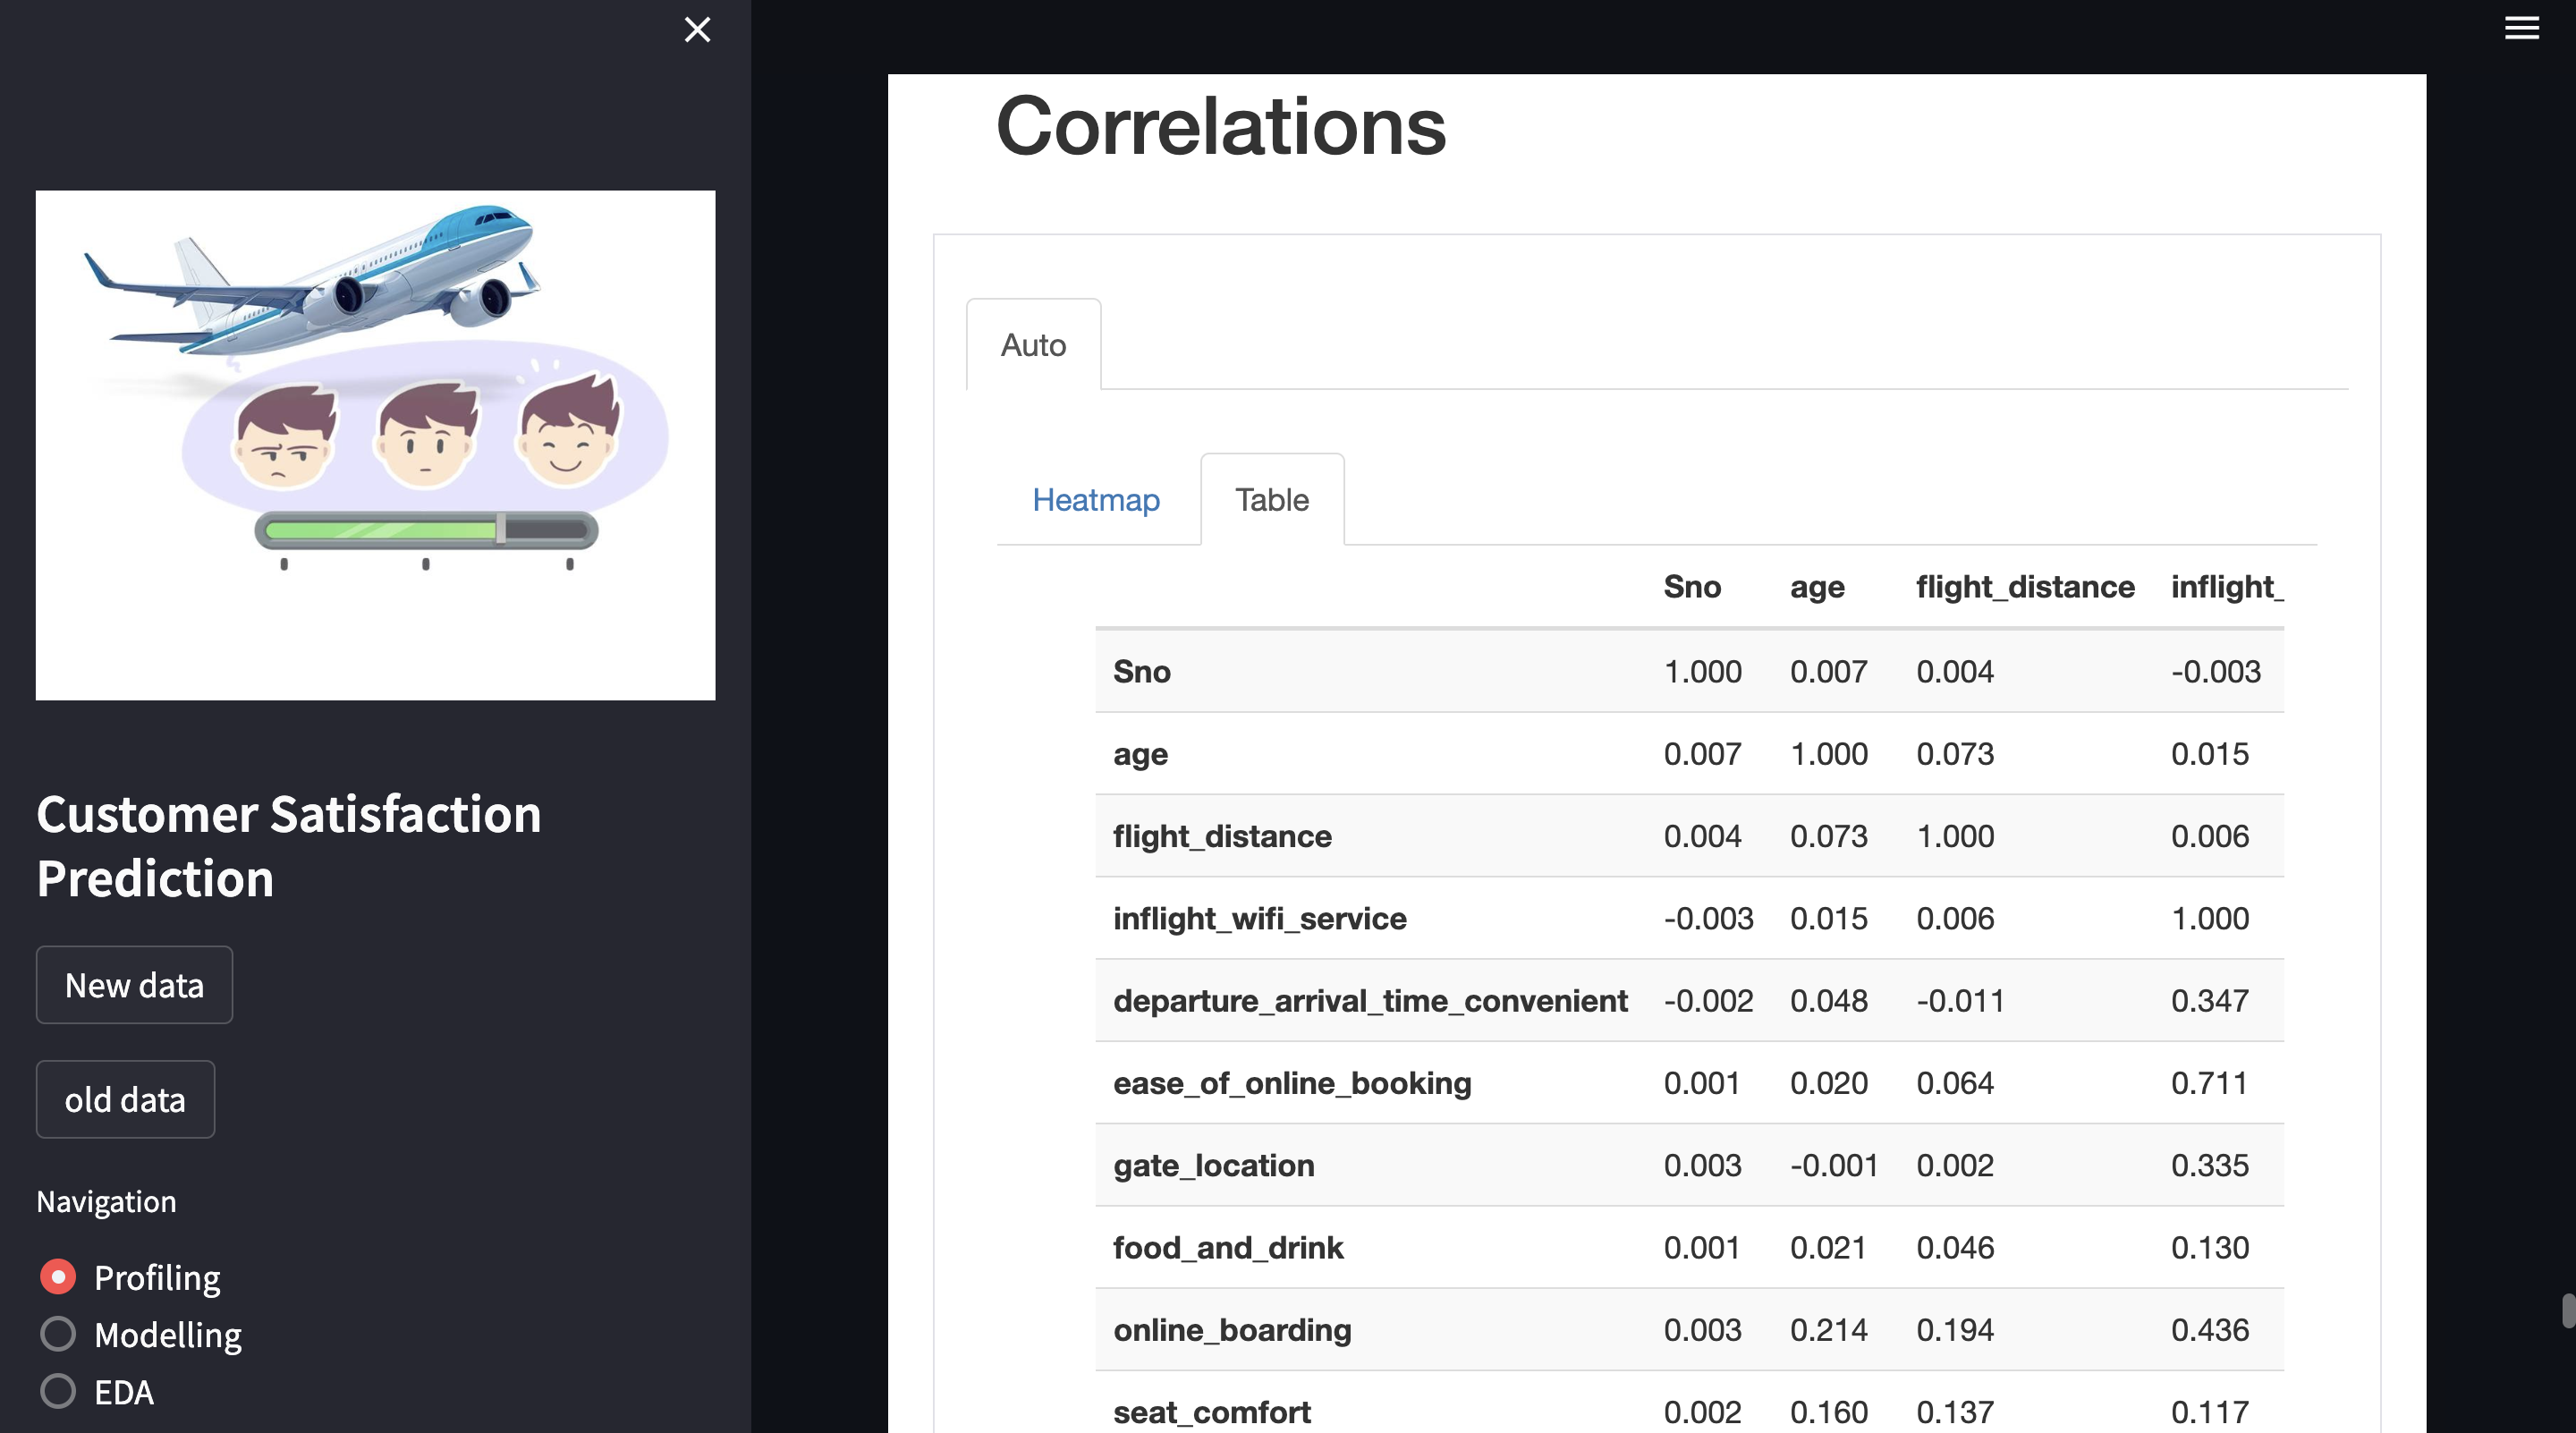 Customer Satisfaction
Prediction
New data
old data
Navigation
Profiling
Modelling
EDA
Correlations
Auto
Heatmap Table
Sno age flight_distance inflight_
Sno 1.000 0.007 0.004 -0.003
age 0.007 1.000 0.073 0.015
flight_distance 0.004 0.073 1.000 0.006
inflight_wifi_service -0.003 0.015 0.006 1.000
departure_arrival_time_convenient -0.002 0.048 -0.011 0.347
ease_of_online_booking 0.001 0.020 0.064 0.711
gate_location 0.003 -0.001 0.002 0.335
food_and_drink 0.001 0.021 0.046 0.130
online_boarding 0.003 0.214 0.194 0.436
seat_comfort 0.002 0.160 0.137 0.117